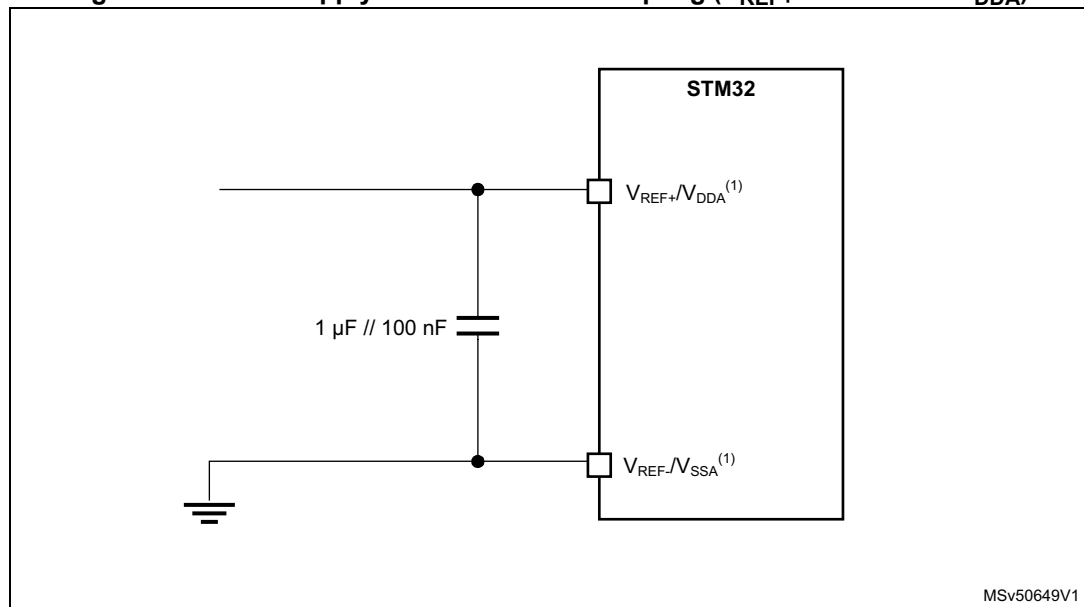 STM32
VREF+/VDDA(1)
1 µF // 100 nF
VREF-/VSSA(1)
MSv50649V1